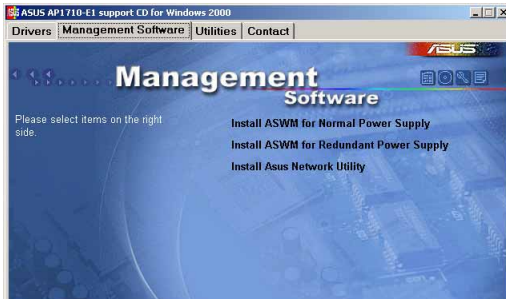 ASUS AP1710-E1 support CD for Windows 2000
Drivers Management Software Utilities Contact
ASUS
Management
Software
Please select items on the right
side.
Install ASWM for Normal Power Supply
Install ASWM for Redundant Power Supply
Install Asus Network Utility